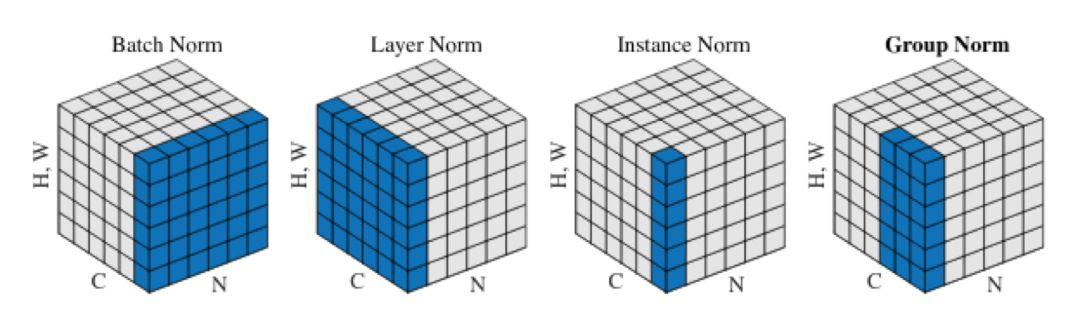 Batch Norm
Layer Norm
Instance Norm
Group Norm
H, W
C
N
H, W
C
N
H, W
C
N
H, W
C
N